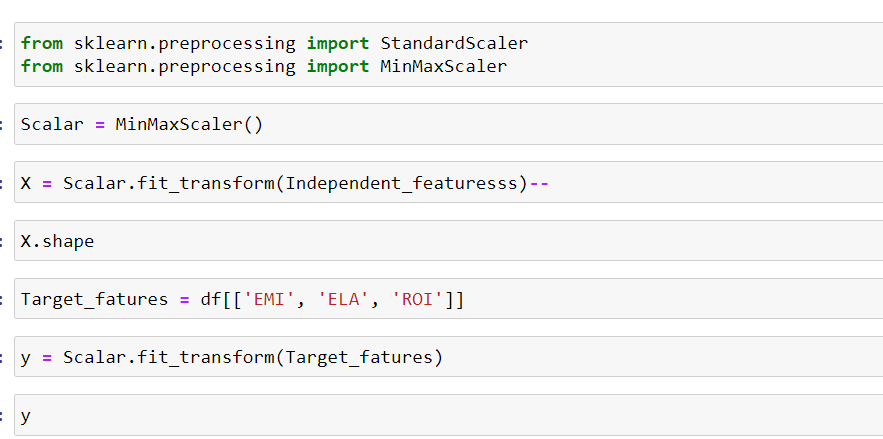 from sklearn.preprocessing import StandardScaler
from sklearn.preprocessing import MinMaxScaler
Scalar = MinMaxScaler()
X = Scalar.fit_transform(Independent_featuresss)--
X.shape
Target_fatures = df[['EMI', 'ELA', 'ROI']]
y = Scalar.fit_transform(Target_fatures)
y